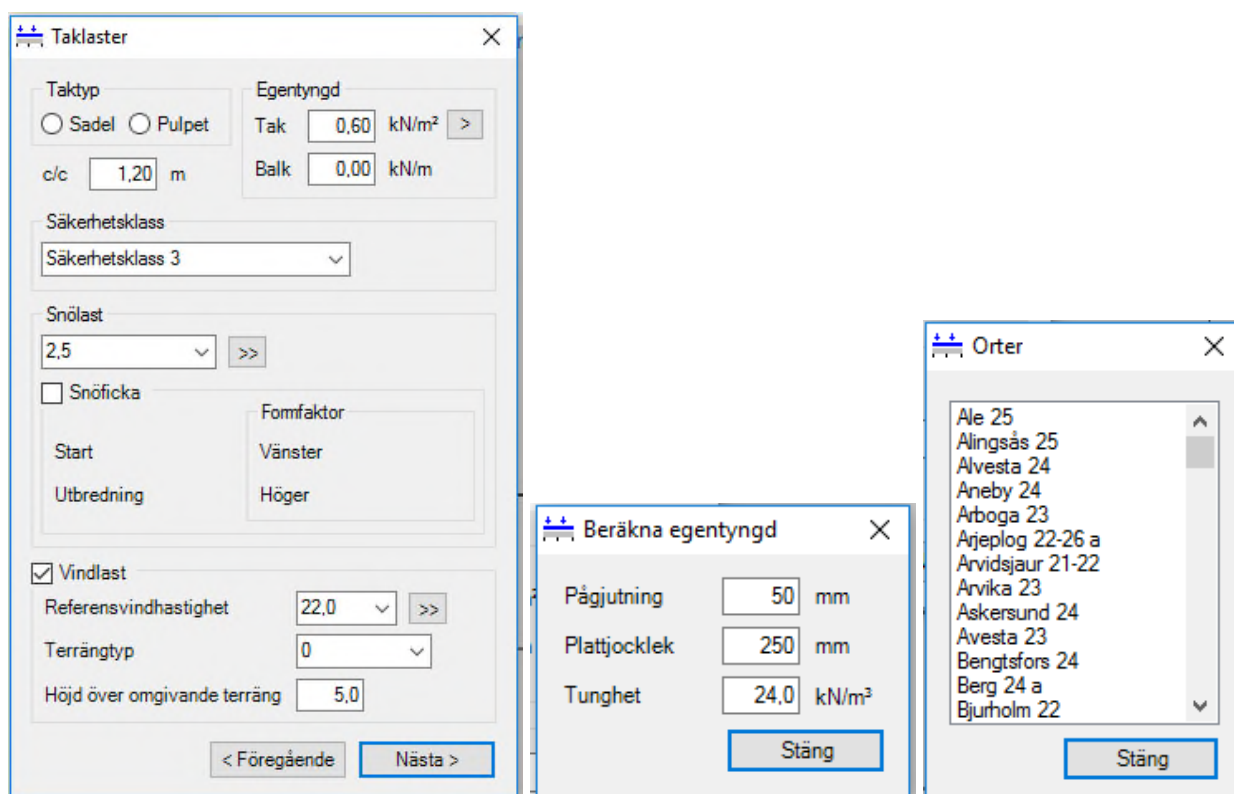 Taklaster
Taktyp
Sadel Pulpet
Egentyngd
Tak 0,60 kN/m² >
c/c 1,20 m
Balk 0,00 kN/m
Säkerhetsklass
Säkerhetsklass 3
Snölast
2,5 >>
Snöficka
Formfaktor
Start Vänster
Utbredning Höger
Vindlast
Referensvindhastighet 22,0 >>
Terrängtyp 0
Höjd över omgivande terräng 5,0
< Föregående Nästa >
Beräkna egentyngd
Pågjutning 50 mm
Plattjocklek 250 mm
Tunghet 24,0 kN/m³
Stäng
Orter
Ale 25
Alingsås 25
Alvesta 24
Aneby 24
Arboga 23
Arjeplog 22-26 a
Arvidsjaur 21-22
Arvika 23
Askersund 24
Avesta 23
Bengtsfors 24
Berg 24 a
Bjurholm 22
Stäng